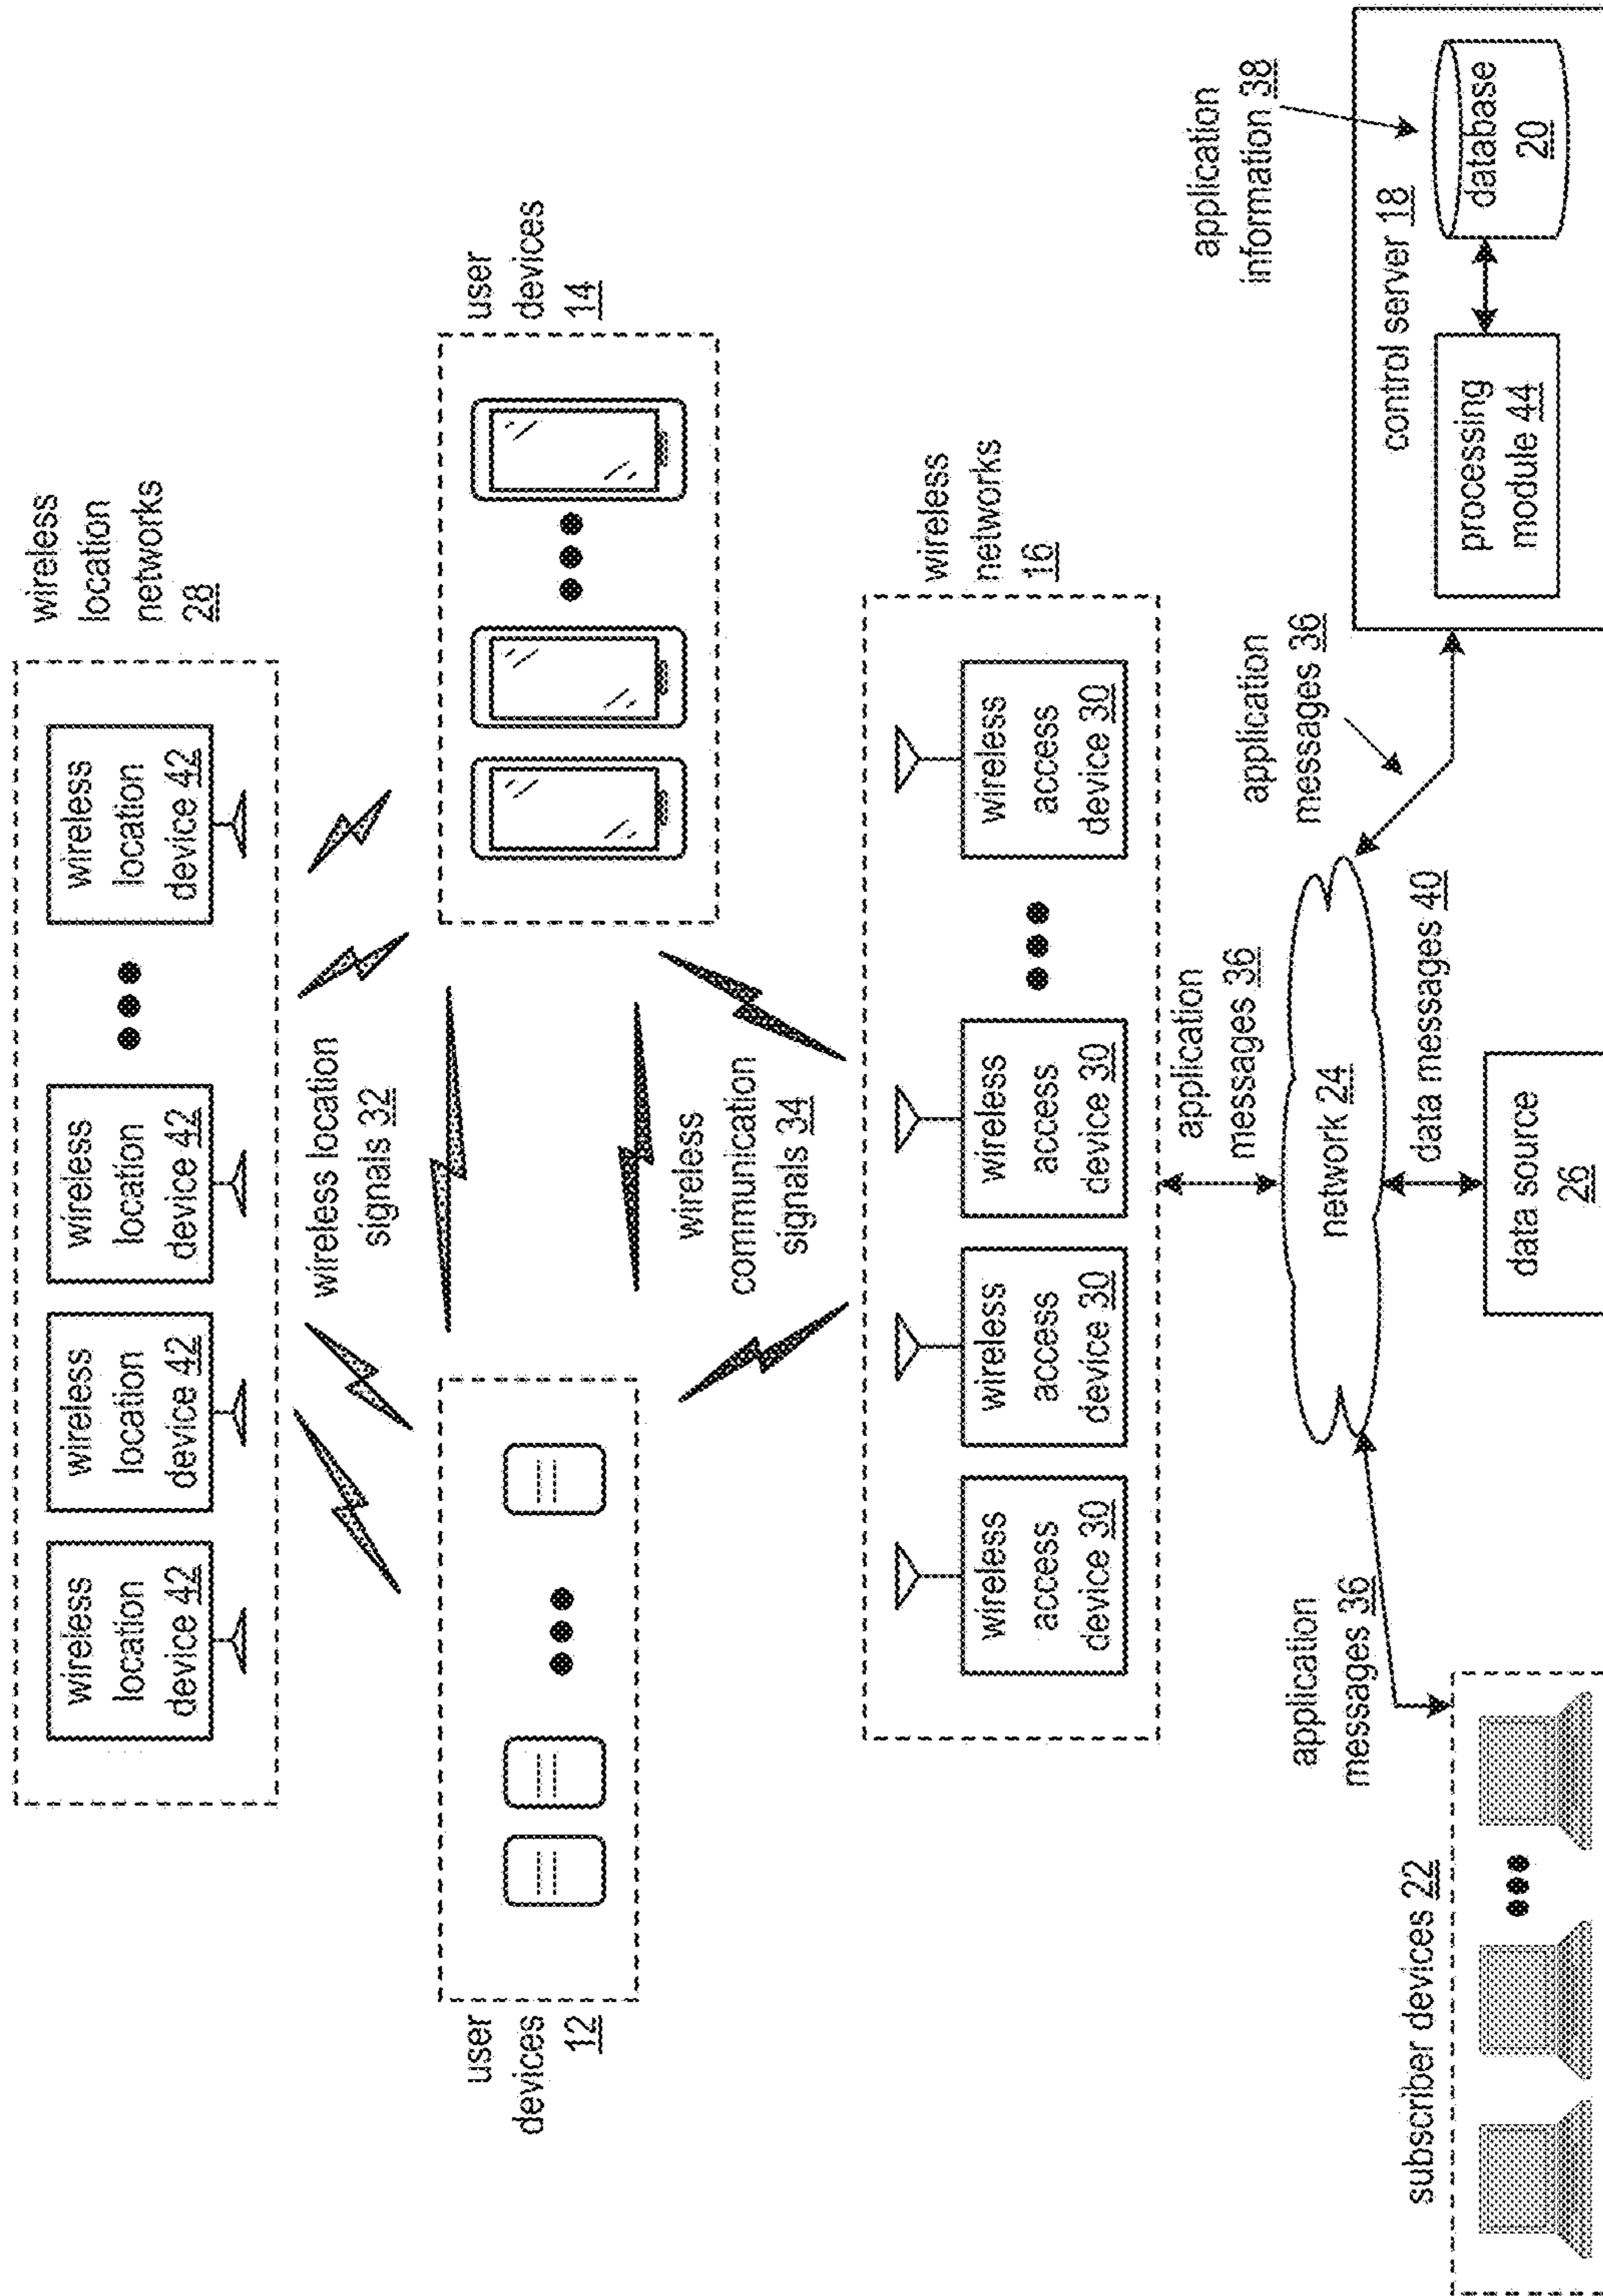 wireless
location
networks
28
wireless
location
device 42
wireless
location
device 42
wireless
location
device 42
wireless
location
device 42
wireless location
signals 32
user
devices
12
user
devices
14
wireless
communication
signals 34
wireless
networks
16
wireless
access
device 30
wireless
access
device 30
wireless
access
device 30
wireless
access
device 30
application
messages 36
application
messages 36
application
messages 36
network 24
data messages 40
data source
26
subscriber devices 22
application
information 38
control server 18
processing
module 44
database
20